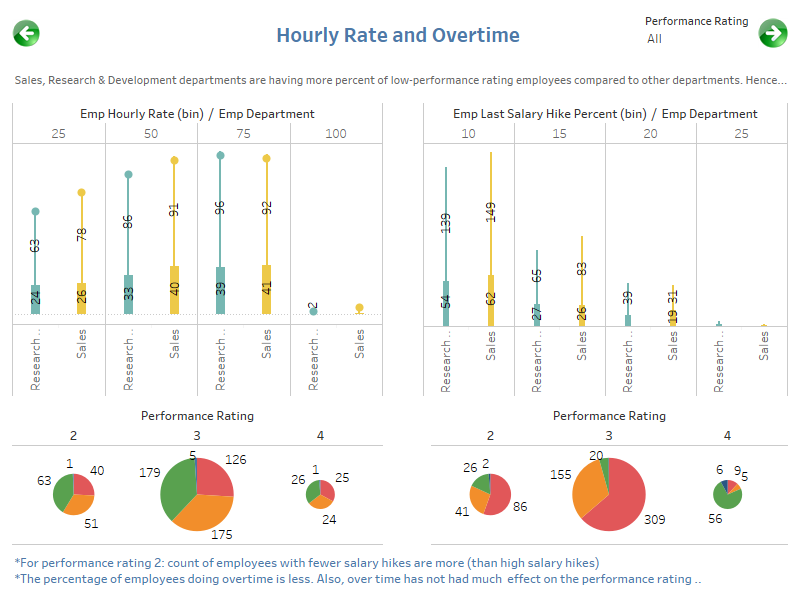 Performance Rating
All
Hourly Rate and Overtime
Sales, Research & Development departments are having more percent of low-performance rating employees compared to other departments. Hence...
Emp Hourly Rate (bin) / Emp Department
25 50 75 100
63 78 86 91 96 92 2
24 26 33 40 39 41
Research .. Sales Research .. Sales Research .. Sales Research .. Sales
Emp Last Salary Hike Percent (bin) / Emp Department
10 15 20 25
139 149 65 83 39 31
54 62 27 26 19
Research .. Sales Research .. Sales Research .. Sales Research .. Sales
Performance Rating
2 3 4
1 40 63 51
5 126 179 175
1 25 26 24
Performance Rating
2 3 4
26 2 41 86
20 155 309
6 9 5 56
*For performance rating 2: count of employees with fewer salary hikes are more (than high salary hikes)
*The percentage of employees doing overtime is less. Also, over time has not had much effect on the performance rating ..